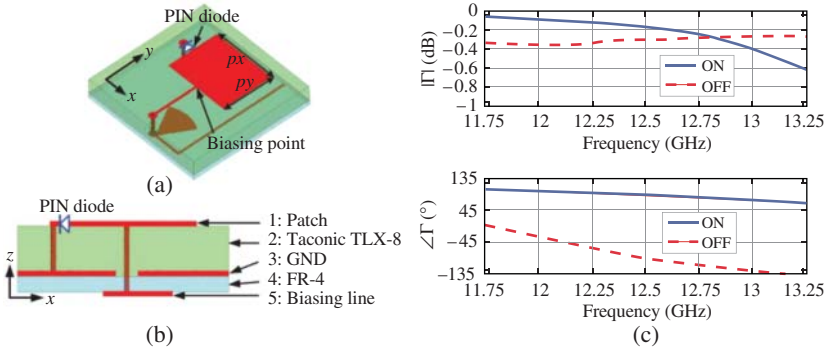 (a)
PIN diode
y
x
px
py
Biasing point
PIN diode
z
x
1: Patch
2: Taconic TLX-8
3: GND
4: FR-4
5: Biasing line
(b)
|Γ| (dB)
0
−0.2
−0.4
−0.6
−0.8
−1
ON
OFF
11.75 12 12.25 12.5 12.75 13 13.25
Frequency (GHz)
∠Γ (°)
135
45
−45
−135
ON
OFF
11.75 12 12.25 12.5 12.75 13 13.25
Frequency (GHz)
(c)